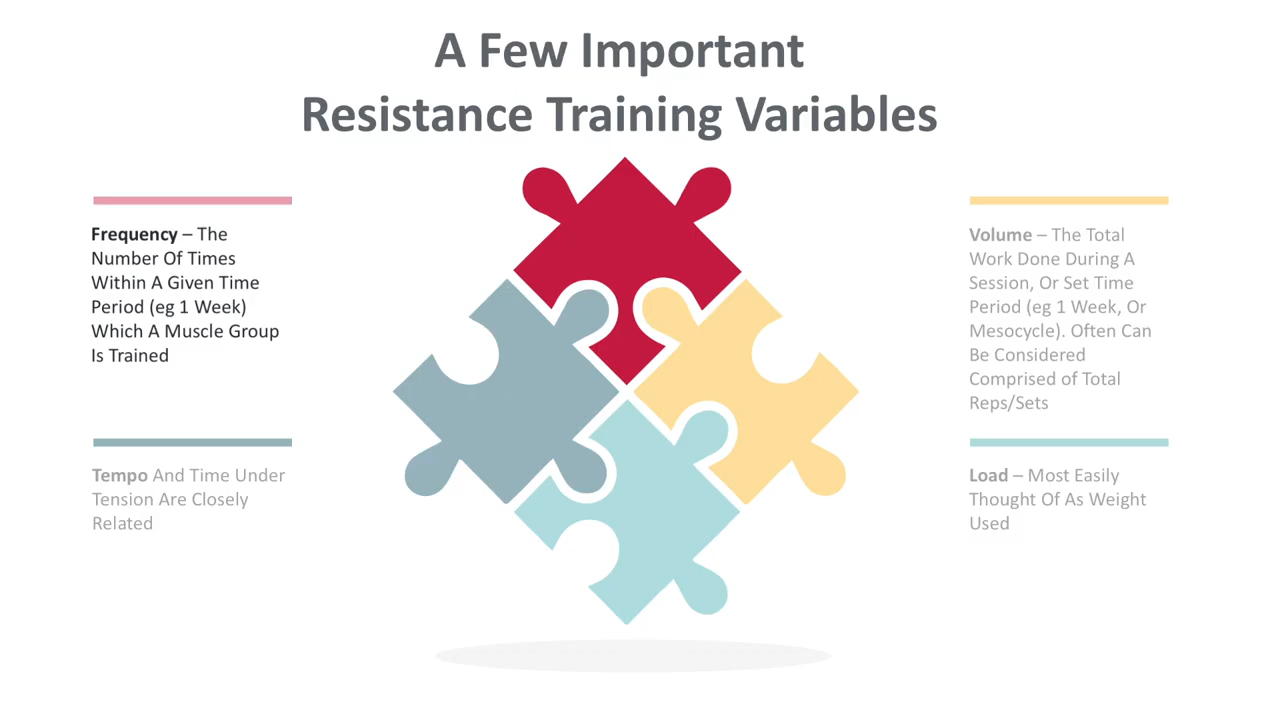 A Few Important
Resistance Training Variables
Frequency – The
Number Of Times
Within A Given Time
Period (eg 1 Week)
Which A Muscle Group
Is Trained
Tempo And Time Under
Tension Are Closely
Related
Volume – The Total
Work Done During A
Session, Or Set Time
Period (eg 1 Week, Or
Mesocycle). Often Can
Be Considered
Comprised of Total
Reps/Sets
Load – Most Easily
Thought Of As Weight
Used